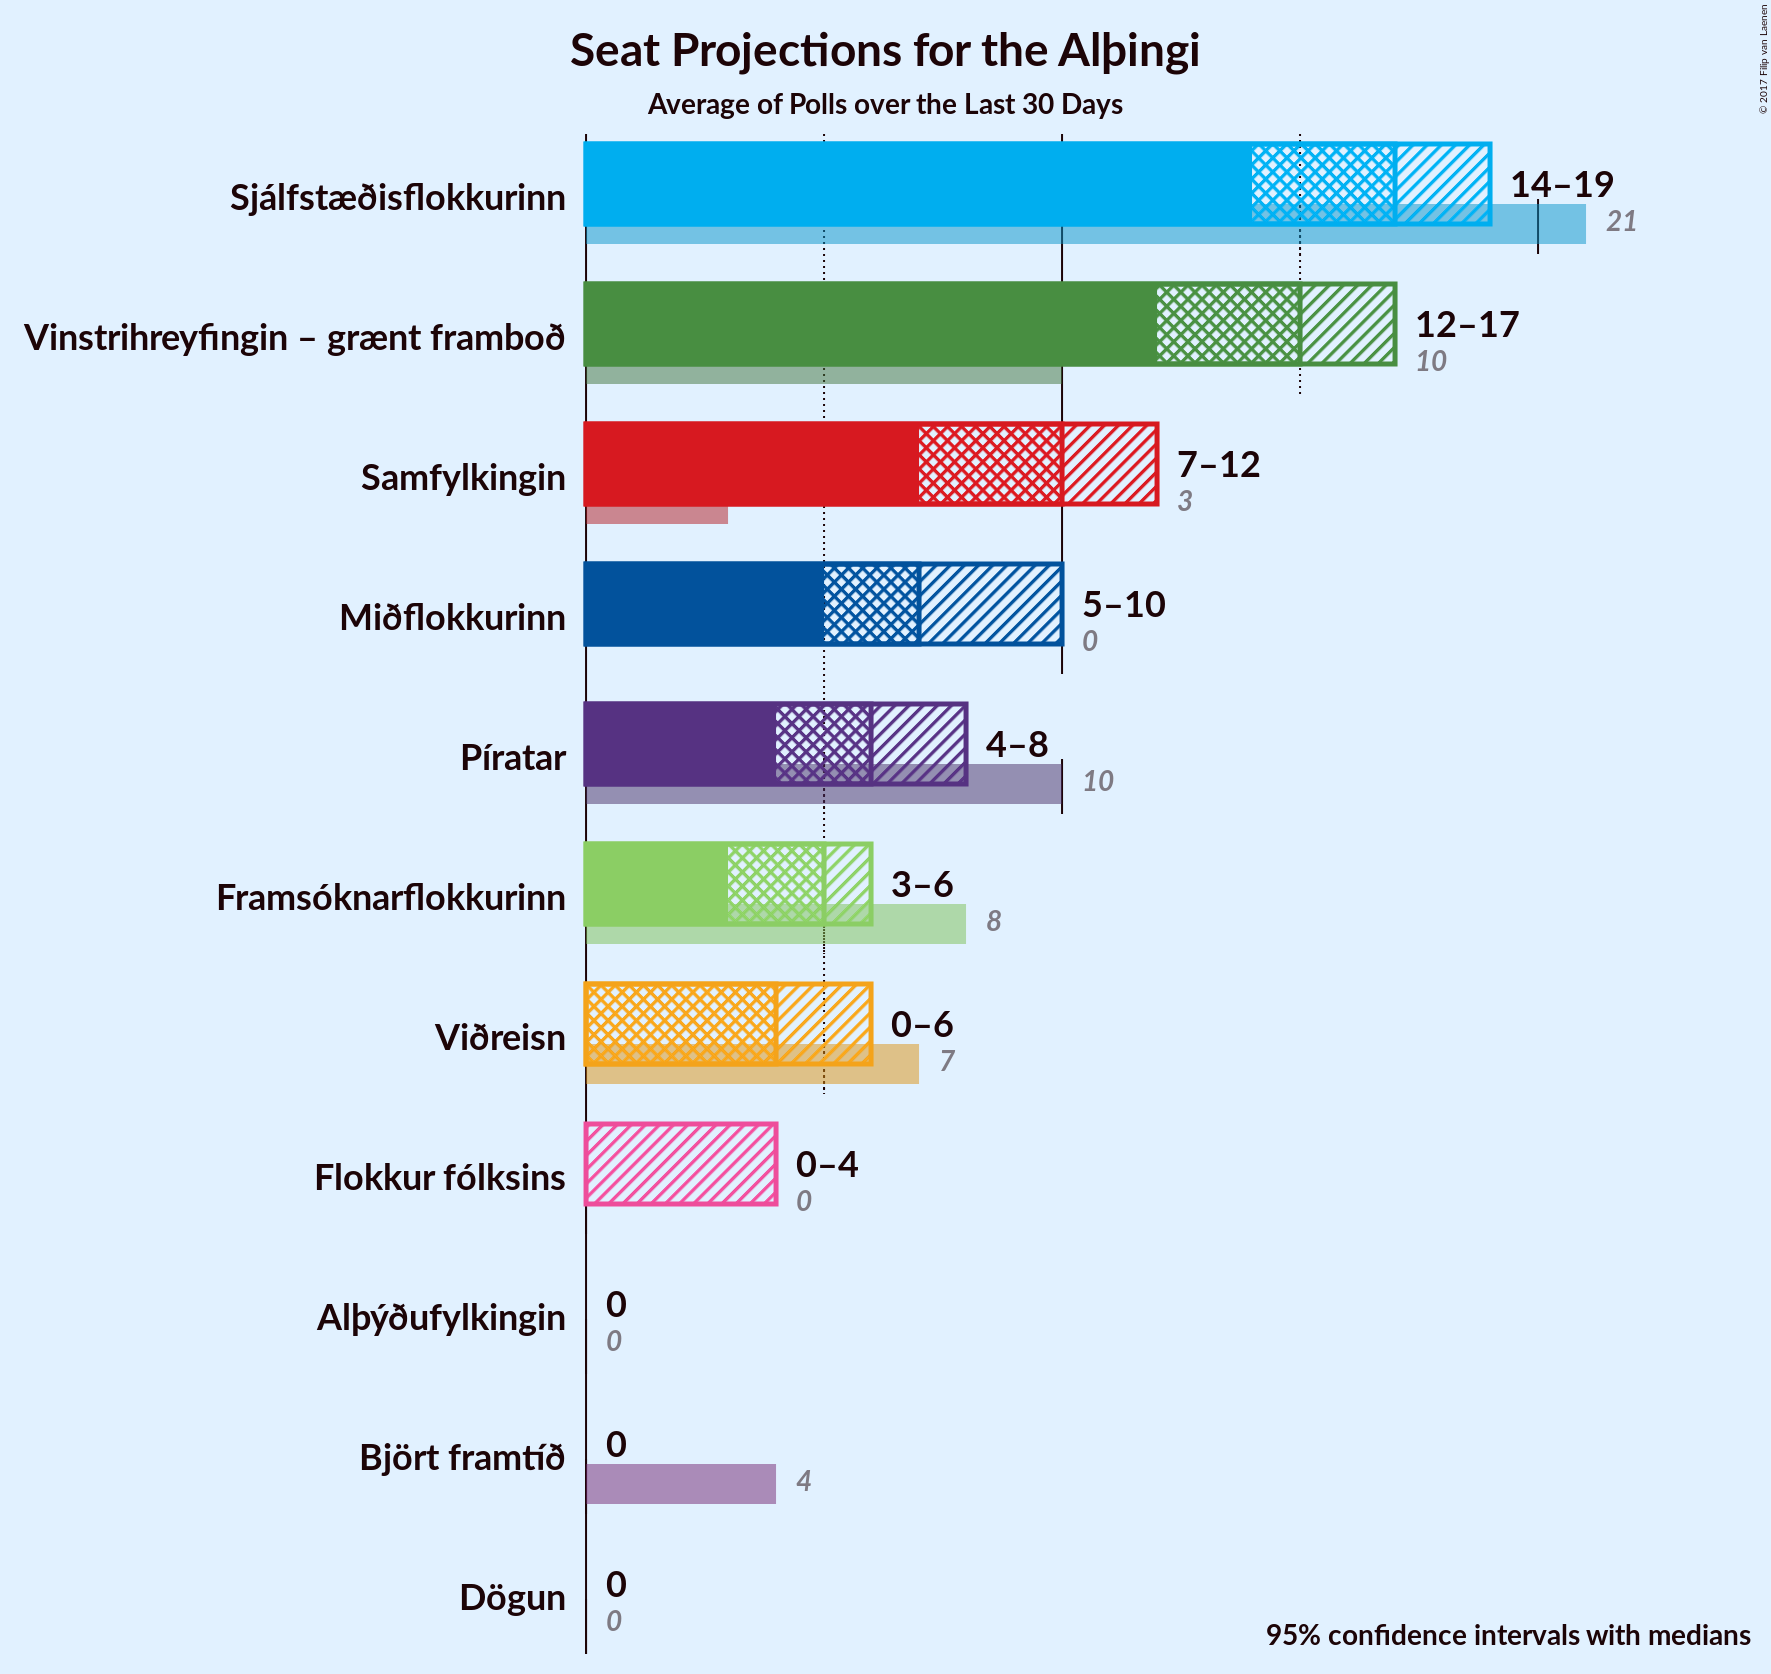 © 2017 Filip van Laenen
Seat Projections for the Alþingi
Average of Polls over the Last 30 Days
Sjálfstæðisflokkurinn
14–19
21
Vinstrihreyfingin – grænt framboð
12–17
10
Samfylkingin
7–12
3
Miðflokkurinn
5–10
0
Píratar
4–8
10
Framsóknarflokkurinn
3–6
8
Viðreisn
0–6
7
Flokkur fólksins
0–4
0
Alþýðufylkingin
0
0
Björt framtíð
0
4
Dögun
0
0
95% confidence intervals with medians